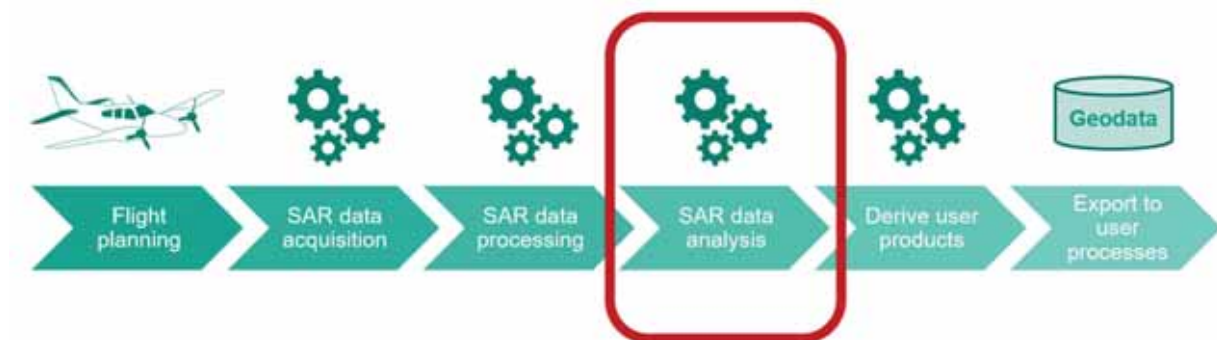 Geodata
Flight
planning
SAR data
acquisition
SAR data
processing
SAR data
analysis
Derive user
products
Export to
user
processes